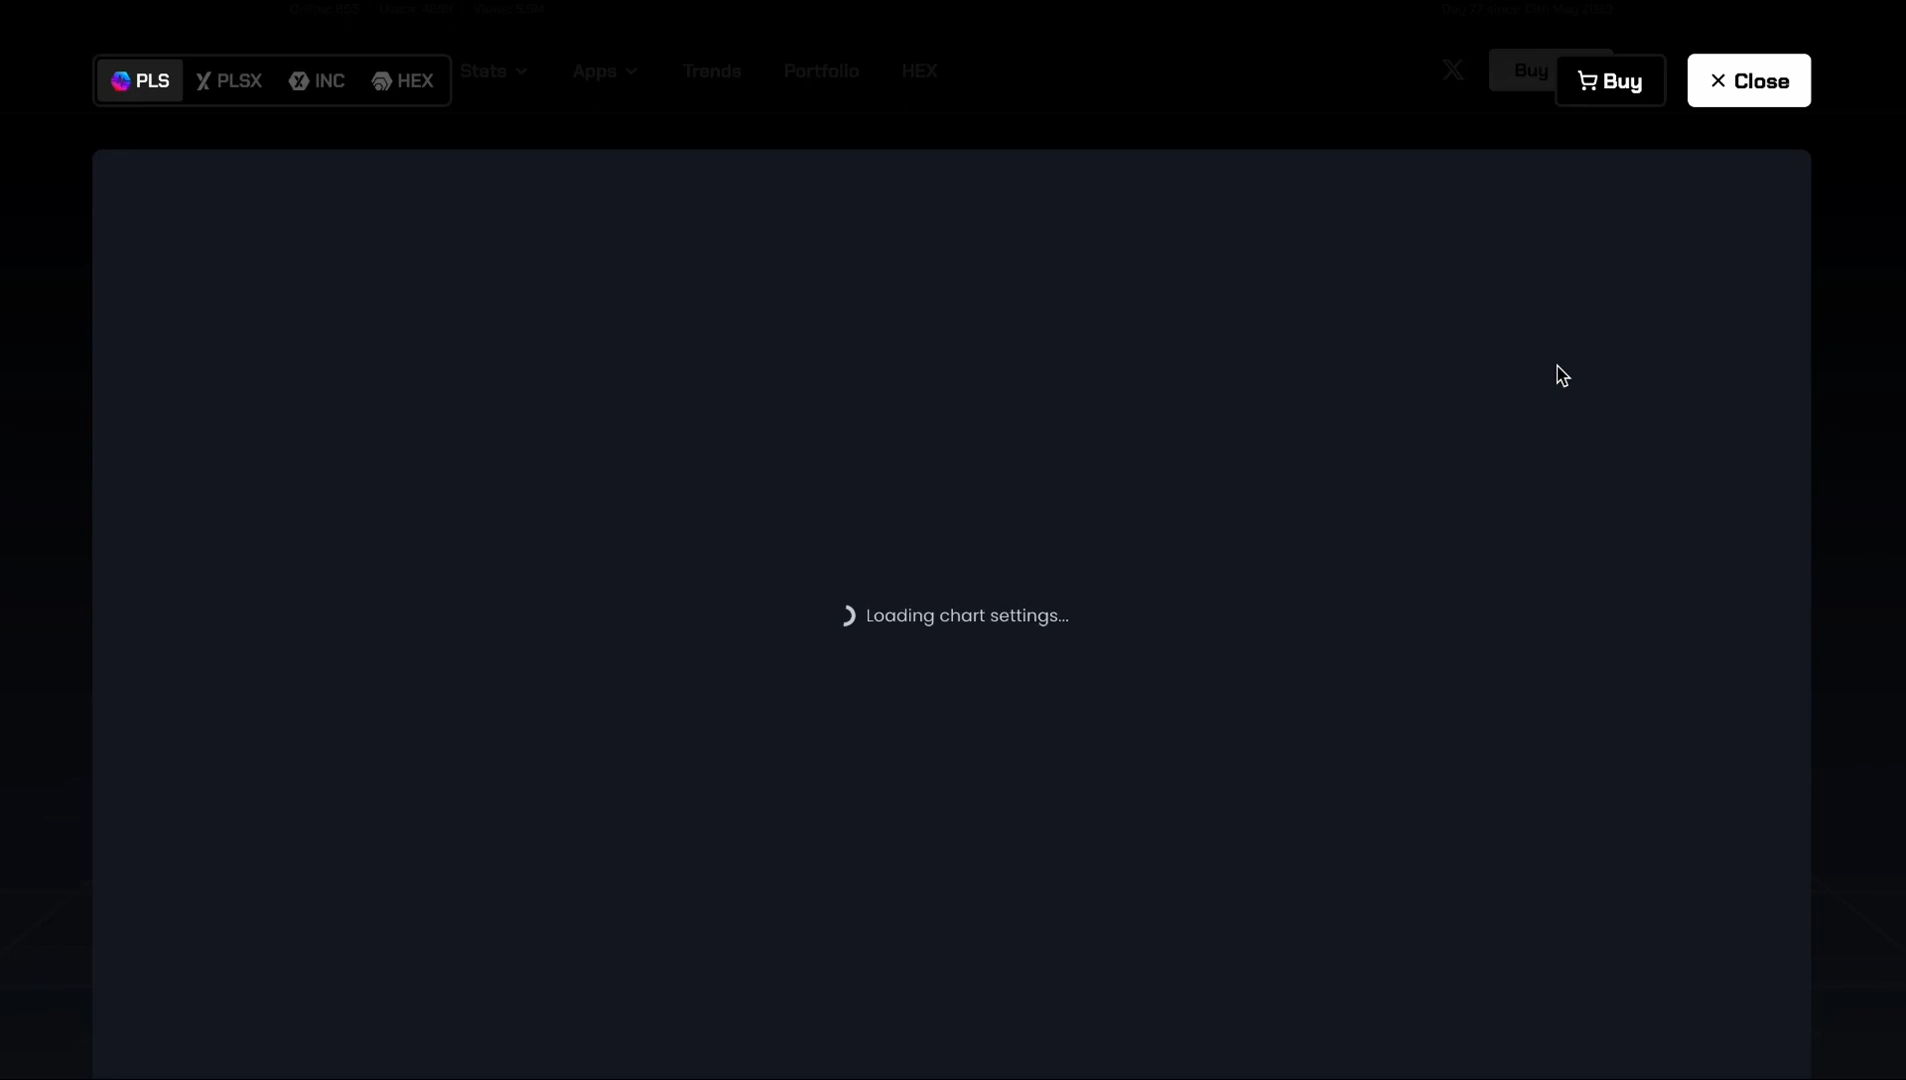 PLS PLSX INC HEX
Stats Apps Trends Portfolio HEX
Buy
Buy
Close
Loading chart settings...